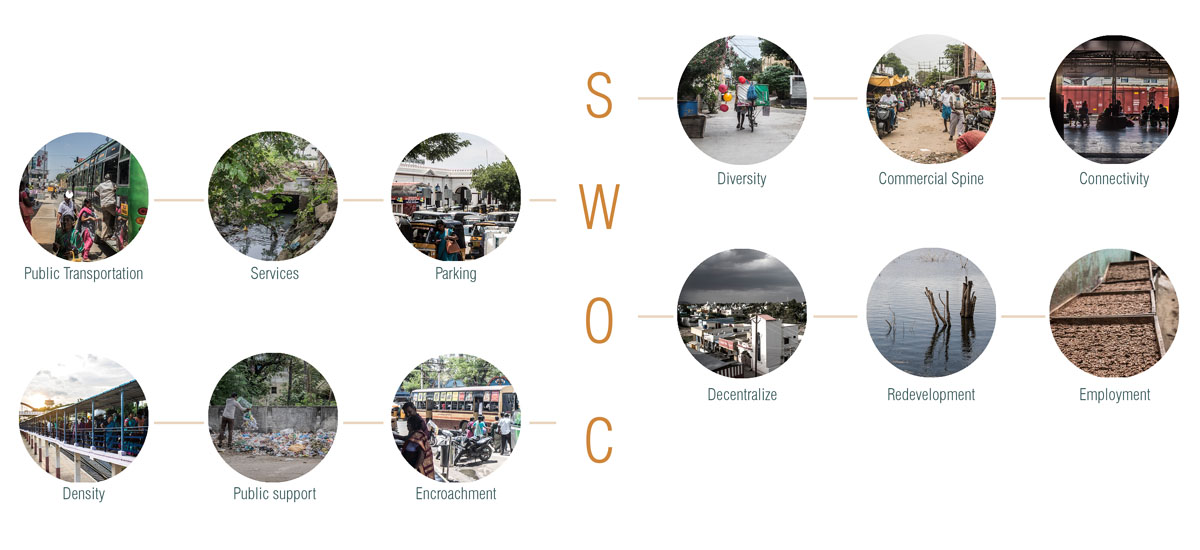 S
Diversity
Commercial Spine
Connectivity
W
Public Transportation
Services
Parking
O
Decentralize
Redevelopment
Employment
C
Density
Public support
Encroachment